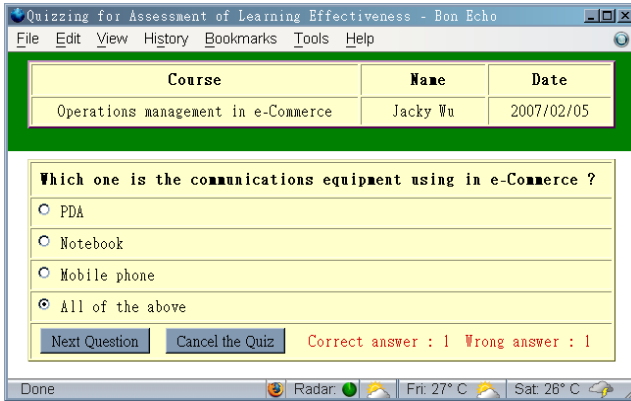 Quizzing for Assessment of Learning Effectiveness - Bon Echo
File Edit View History Bookmarks Tools Help
Course Name Date
Operations management in e-Commerce Jacky Wu 2007/02/05
Which one is the communications equipment using in e-Commerce ?
PDA
Notebook
Mobile phone
All of the above
Next Question Cancel the Quiz Correct answer : 1 Wrong answer : 1
Done Radar: Fri: 27° C Sat: 26° C